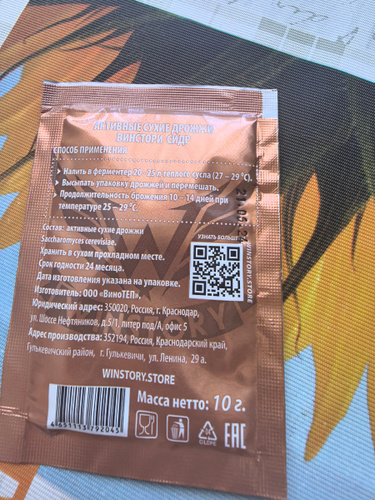 АКТИВНЫЕ СУХИЕ ДРОЖЖИ
ВИНСТОРИ СИДР
СПОСОБ ПРИМЕНЕНИЯ
Налить в ферментер 20 - 25 л теплого сусла (27 – 29 °C).
Высыпать упаковку дрожжей и перемешать.
Продолжительность брожения 10 – 14 дней при
температуре 25 – 29 °C.
Состав: активные сухие дрожжи
Saccharomyces cerevisiae.
Хранить в сухом прохладном месте.
Срок годности 24 месяца.
Дата изготовления указана на упаковке.
Изготовитель: ООО «ВиноТЕП».
Юридический адрес: 350020, Россия, г. Краснодар,
ул. Шоссе Нефтяников, д.5/1, литер под/А, офис 5
Адрес производства: 352194, Россия, Краснодарский край,
Гулькевичский район, г. Гулькевичи, ул. Ленина, 29 а.
УЗНАТЬ БОЛЬШЕ
WINSTORY.STORE
WINSTORY.STORE
Масса нетто: 10 г.
4651113792045
EAC